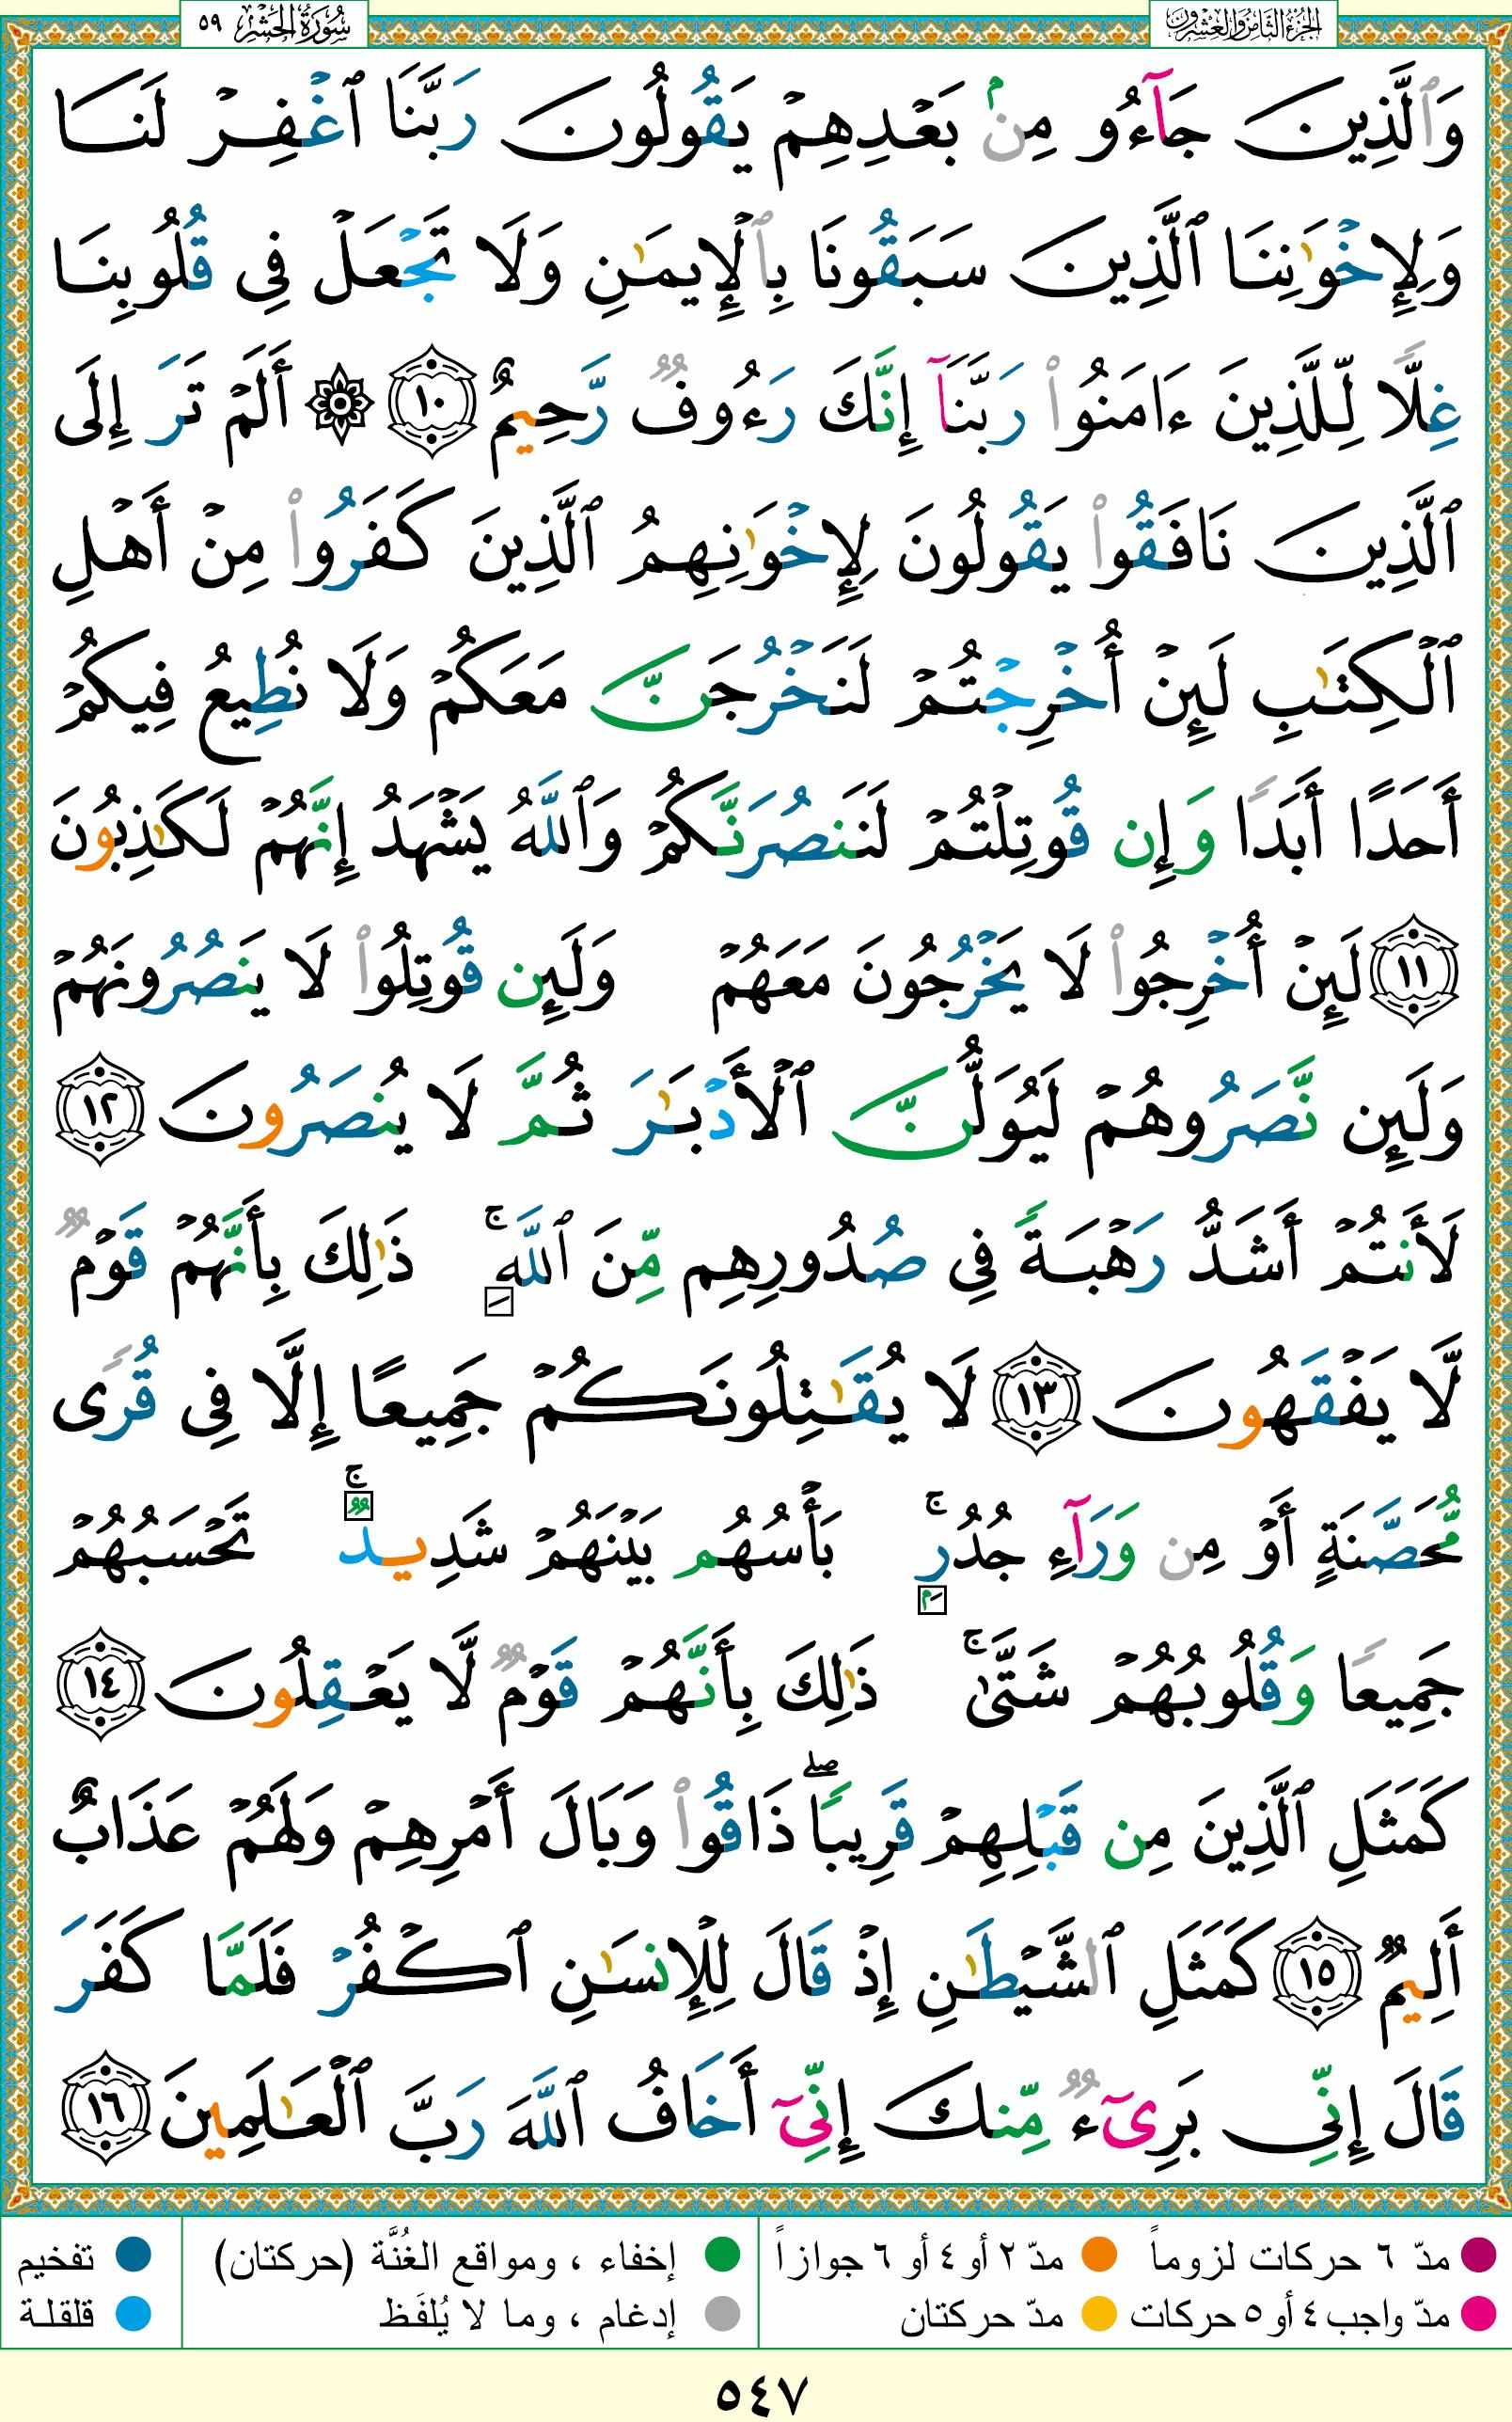 الجزء الثامن والعشرون سورة الحشر ٥٩
وَٱلَّذِينَ جَآءُو مِنۢ بَعۡدِهِمۡ يَقُولُونَ رَبَّنَا ٱغۡفِرۡ لَنَا
وَلِإِخۡوَٰنِنَا ٱلَّذِينَ سَبَقُونَا بِٱلۡإِيمَٰنِ وَلَا تَجۡعَلۡ فِي قُلُوبِنَا
غِلّٗا لِّلَّذِينَ ءَامَنُواْ رَبَّنَآ إِنَّكَ رَءُوفٞ رَّحِيمٌ ١٠ ۞ أَلَمۡ تَرَ إِلَى
ٱلَّذِينَ نَافَقُواْ يَقُولُونَ لِإِخۡوَٰنِهِمُ ٱلَّذِينَ كَفَرُواْ مِنۡ أَهۡلِ
ٱلۡكِتَٰبِ لَئِنۡ أُخۡرِجۡتُمۡ لَنَخۡرُجَنَّ مَعَكُمۡ وَلَا نُطِيعُ فِيكُمۡ
أَحَدًا أَبَدٗا وَإِن قُوتِلۡتُمۡ لَنَنصُرَنَّكُمۡ وَٱللَّهُ يَشۡهَدُ إِنَّهُمۡ لَكَٰذِبُونَ
١١ لَئِنۡ أُخۡرِجُواْ لَا يَخۡرُجُونَ مَعَهُمۡ وَلَئِن قُوتِلُواْ لَا يَنصُرُونَهُمۡ
وَلَئِن نَّصَرُوهُمۡ لَيُوَلُّنَّ ٱلۡأَدۡبَٰرَ ثُمَّ لَا يُنصَرُونَ ١٢
لَأَنتُمۡ أَشَدُّ رَهۡبَةٗ فِي صُدُورِهِم مِّنَ ٱللَّهِۚ ذَٰلِكَ بِأَنَّهُمۡ قَوۡمٞ
لَّا يَفۡقَهُونَ ١٣ لَا يُقَٰتِلُونَكُمۡ جَمِيعًا إِلَّا فِي قُرٗى
مُّحَصَّنَةٍ أَوۡ مِن وَرَآءِ جُدُرِۭۚ بَأۡسُهُم بَيۡنَهُمۡ شَدِيدٞۚ تَحۡسَبُهُمۡ
جَمِيعٗا وَقُلُوبُهُمۡ شَتَّىٰۚ ذَٰلِكَ بِأَنَّهُمۡ قَوۡمٞ لَّا يَعۡقِلُونَ ١٤
كَمَثَلِ ٱلَّذِينَ مِن قَبۡلِهِمۡ قَرِيبٗاۖ ذَاقُواْ وَبَالَ أَمۡرِهِمۡ وَلَهُمۡ عَذَابٌ
أَلِيمٞ ١٥ كَمَثَلِ ٱلشَّيۡطَٰنِ إِذۡ قَالَ لِلۡإِنسَٰنِ ٱكۡفُرۡ فَلَمَّا كَفَرَ
قَالَ إِنِّي بَرِيٓءٞ مِّنكَ إِنِّيٓ أَخَافُ ٱللَّهَ رَبَّ ٱلۡعَٰلَمِينَ ١٦
مدّ ٦ حركات لزوماً مدّ ٢ أو ٤ أو ٦ جوازاً إخفاء ، ومواقع الغُنَّة (حركتان) تفخيم
مدّ واجب ٤ أو ٥ حركات مدّ حركتان إدغام ، وما لا يُلفَظ قلقلة
٥٤٧